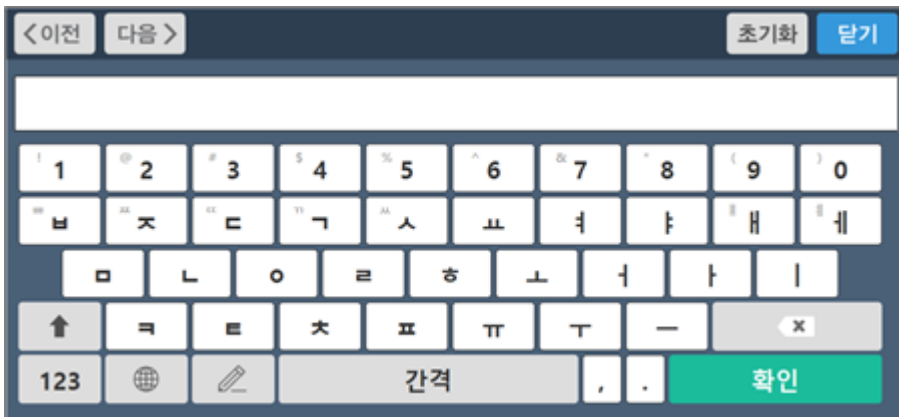 <이전 다음> 초기화 닫기
! 1 @ 2 # 3 $ 4 % 5 ^ 6 & 7 * 8 ( 9 ) 0
ㅃ ㅂ ㅉ ㅈ ㄸ ㄷ ㄲ ㄱ ㅆ ㅅ ㅛ ㅕ ㅑ ㅒ ㅐ ㅖ ㅔ
ㅁ ㄴ ㅇ ㄹ ㅎ ㅗ ㅓ ㅏ ㅣ
ㅋ ㅌ ㅊ ㅍ ㅠ ㅜ ㅡ
123 간격 , . 확인